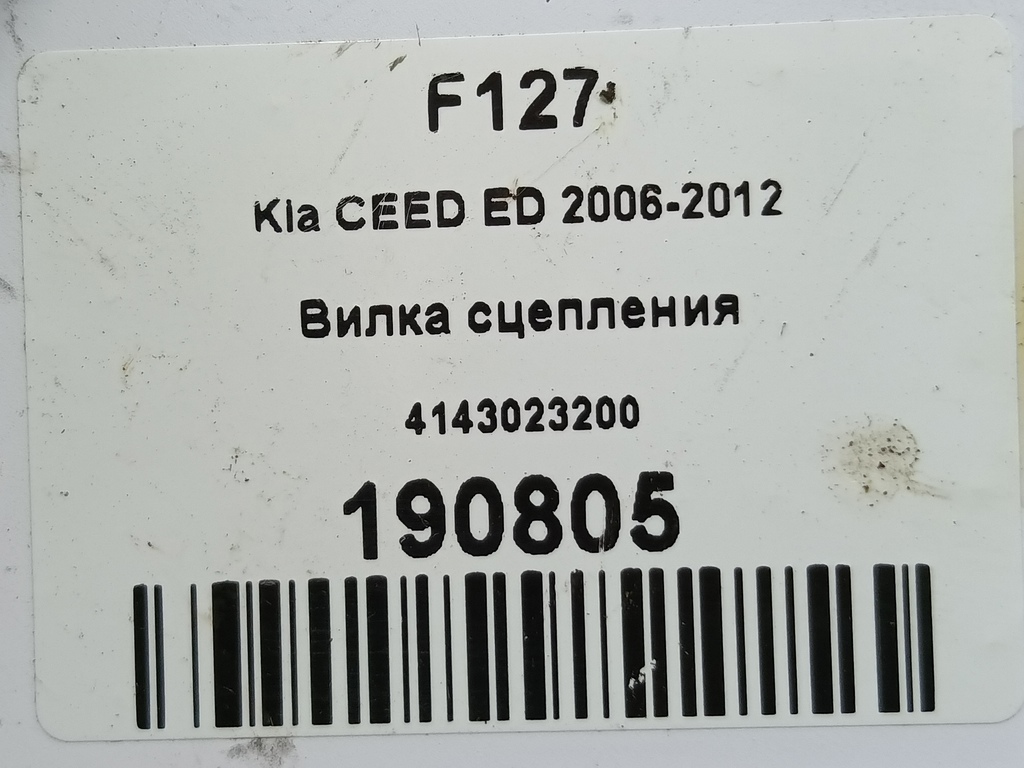 F127
Kia CEED ED 2006-2012
Вилка сцепления
4143023200
190805